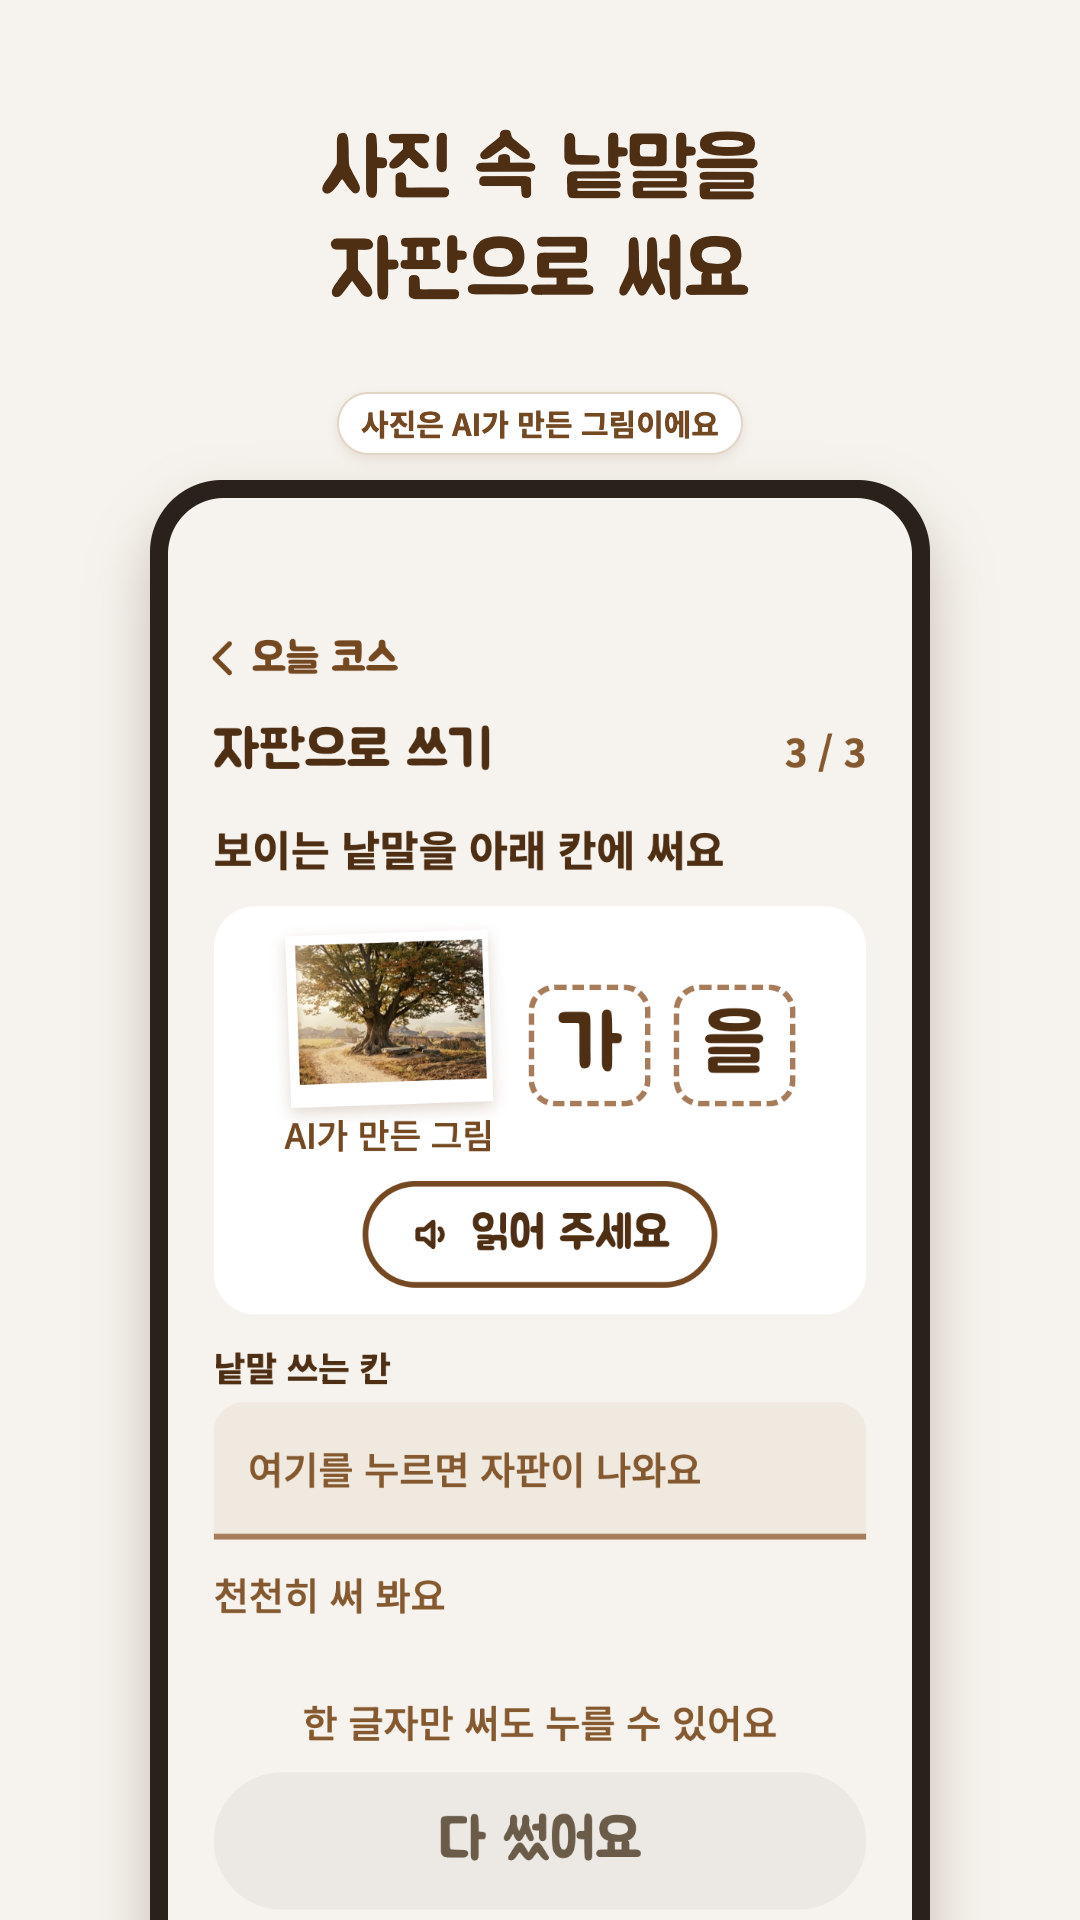 사진 속 낱말을
자판으로 써요
사진은 AI가 만든 그림이에요
오늘 코스
자판으로 쓰기
3 / 3
보이는 낱말을 아래 칸에 써요
가 을
AI가 만든 그림
읽어 주세요
낱말 쓰는 칸
여기를 누르면 자판이 나와요
천천히 써 봐요
한 글자만 써도 누를 수 있어요
다 썼어요